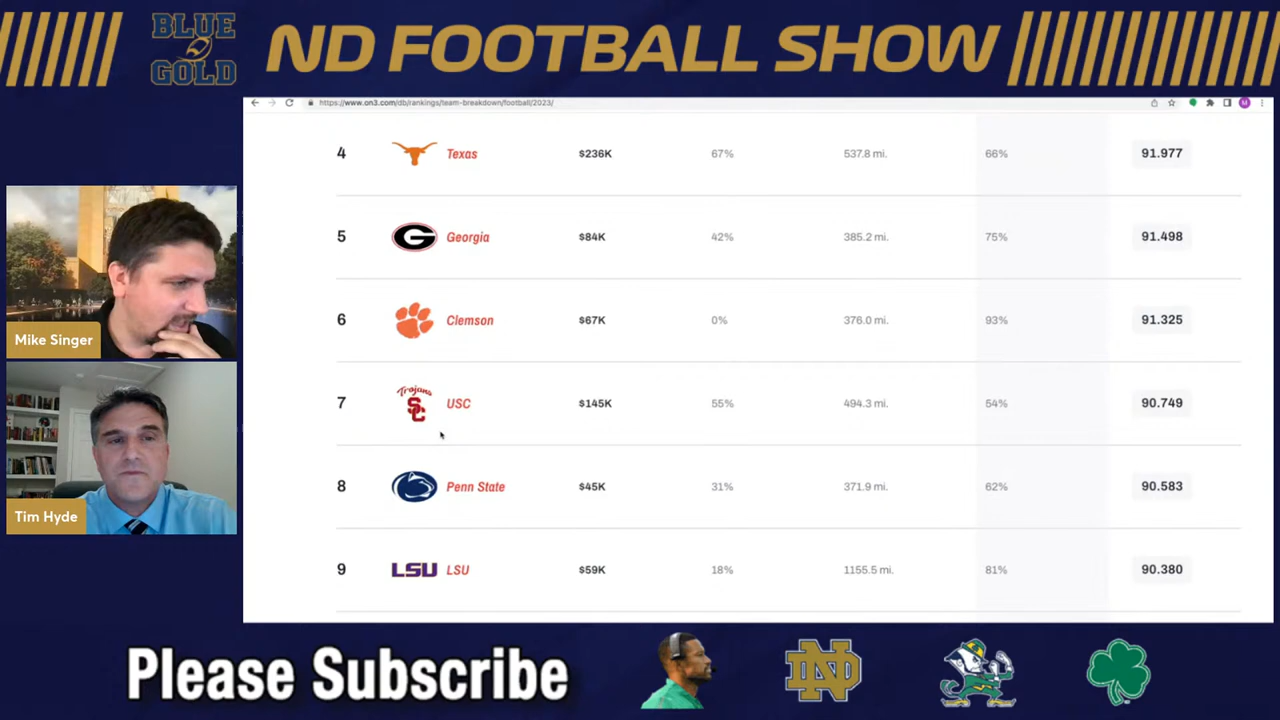 BLUE
GOLD
ND FOOTBALL SHOW
https://www.on3.com/db/rankings/team-breakdown/football/2023/
M
4 Texas $236K 67% 537.8 mi. 66% 91.977
5 G Georgia $84K 42% 385.2 mi. 75% 91.498
6 Clemson $67K 0% 376.0 mi. 93% 91.325
7 Trojans SC USC $145K 55% 494.3 mi. 54% 90.749
8 Penn State $45K 31% 371.9 mi. 62% 90.583
9 LSU LSU $59K 18% 1155.5 mi. 81% 90.380
Mike Singer
Tim Hyde
Please Subscribe
ND